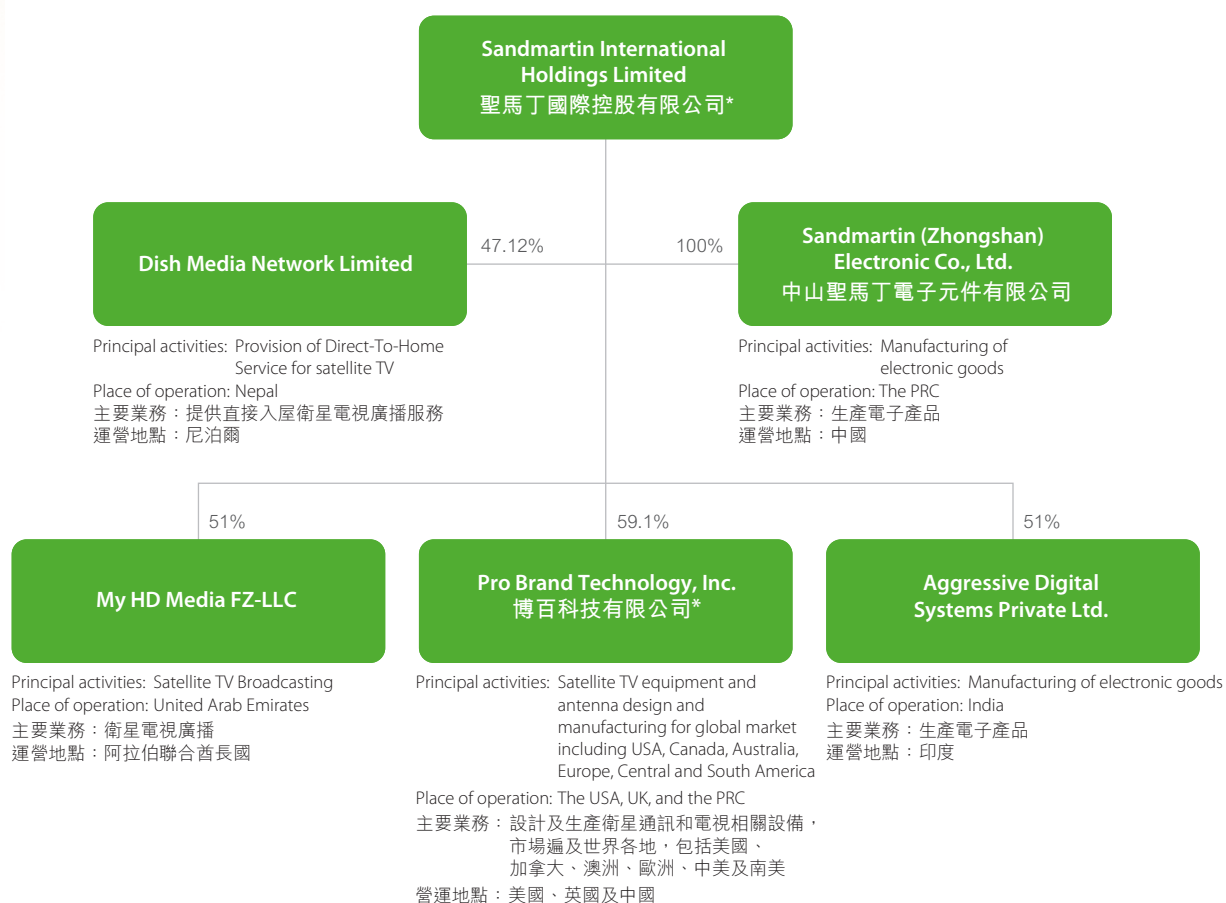 Sandmartin International
Holdings Limited
聖馬丁國際控股有限公司*
47.12%
100%
Dish Media Network Limited
Principal activities: Provision of Direct-To-Home
Service for satellite TV
Place of operation: Nepal
主要業務：提供直接入屋衛星電視廣播服務
運營地點：尼泊爾
Sandmartin (Zhongshan)
Electronic Co., Ltd.
中山聖馬丁電子元件有限公司
Principal activities: Manufacturing of
electronic goods
Place of operation: The PRC
主要業務：生產電子產品
運營地點：中國
51%
My HD Media FZ-LLC
Principal activities: Satellite TV Broadcasting
Place of operation: United Arab Emirates
主要業務：衛星電視廣播
運營地點：阿拉伯聯合酋長國
59.1%
Pro Brand Technology, Inc.
博百科技有限公司*
Principal activities: Satellite TV equipment and
antenna design and
manufacturing for global market
including USA, Canada, Australia,
Europe, Central and South America
Place of operation: The USA, UK, and the PRC
主要業務：設計及生產衛星通訊和電視相關設備，
市場遍及世界各地，包括美國、
加拿大、澳洲、歐洲、中美及南美
營運地點：美國、英國及中國
51%
Aggressive Digital
Systems Private Ltd.
Principal activities: Manufacturing of electronic goods
Place of operation: India
主要業務：生產電子產品
運營地點：印度